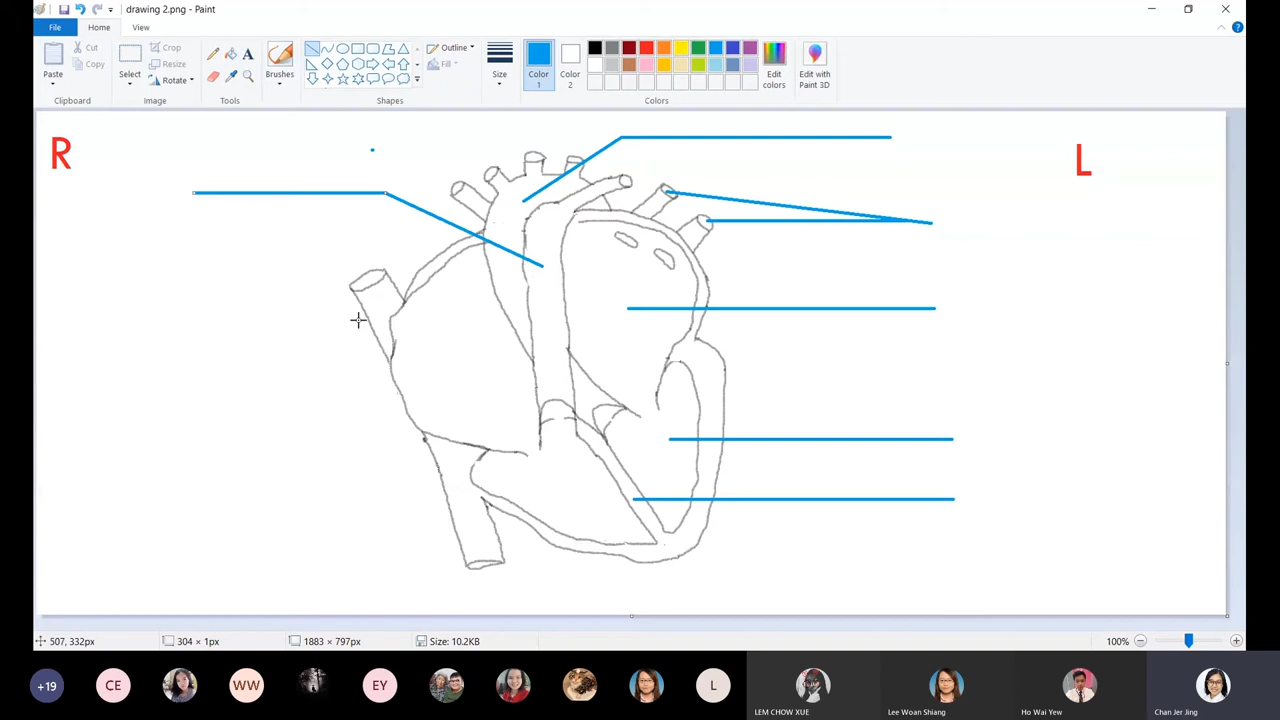 drawing 2.png - Paint
File
Home
View
Paste
Cut
Copy
Clipboard
Select
Crop
Resize
Rotate
Image
A
Tools
Brushes
Outline
Fill
Shapes
Size
Color 1
Color 2
Edit colors
Colors
Edit with Paint 3D
R
L
507, 332px
304 × 1px
1883 × 797px
Size: 10.2KB
100%
+19
CE
WW
EY
L
LEM CHOW XUE
Lee Woan Shiang
Ho Wai Yew
Chan Jer Jing